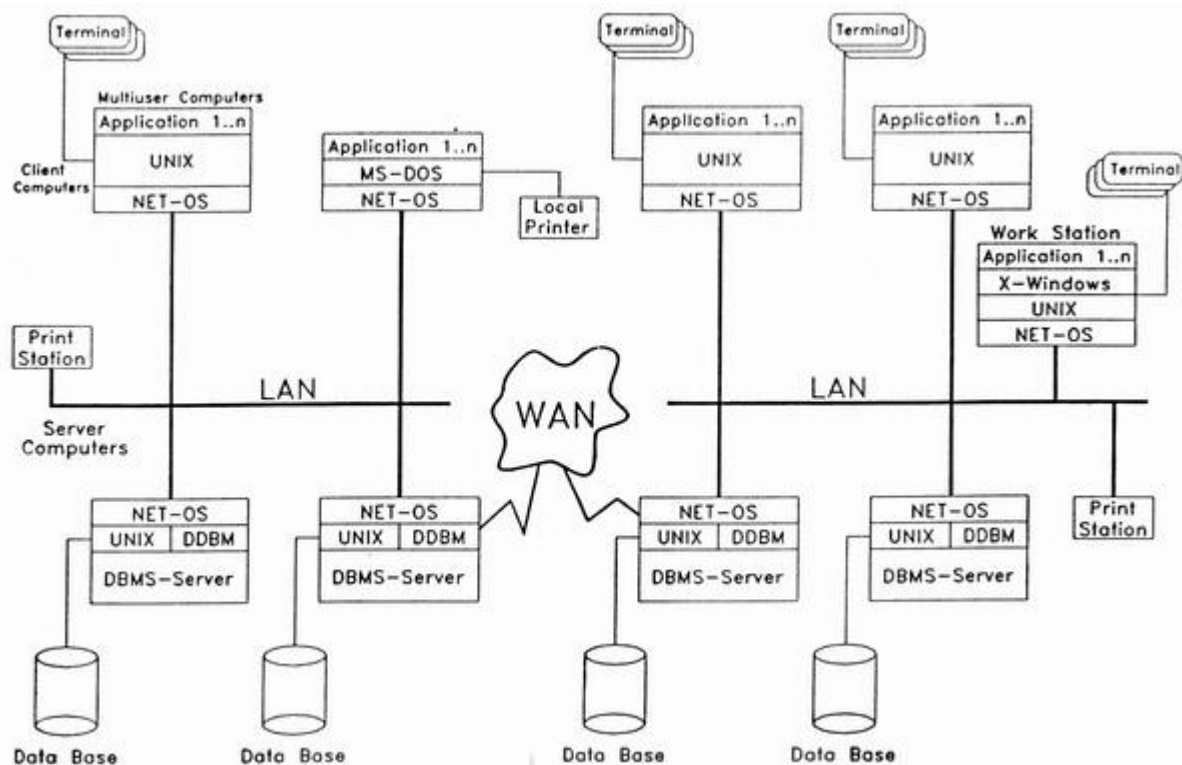 Terminal
Terminal
Terminal
Multiuser Computers
Application 1..n
UNIX
NET-OS
Client
Computers
Application 1..n
MS-DOS
NET-OS
Local
Printer
Application 1..n
UNIX
NET-OS
Application 1..n
UNIX
NET-OS
Terminal
Work Station
Application 1..n
X-Windows
UNIX
NET-OS
Print
Station
LAN
WAN
LAN
Server
Computers
Print
Station
NET-OS
UNIX DDBM
DBMS-Server
NET-OS
UNIX DDBM
DBMS-Server
NET-OS
UNIX DDBM
DBMS-Server
NET-OS
UNIX DDBM
DBMS-Server
Data Base
Data Base
Data Base
Data Base